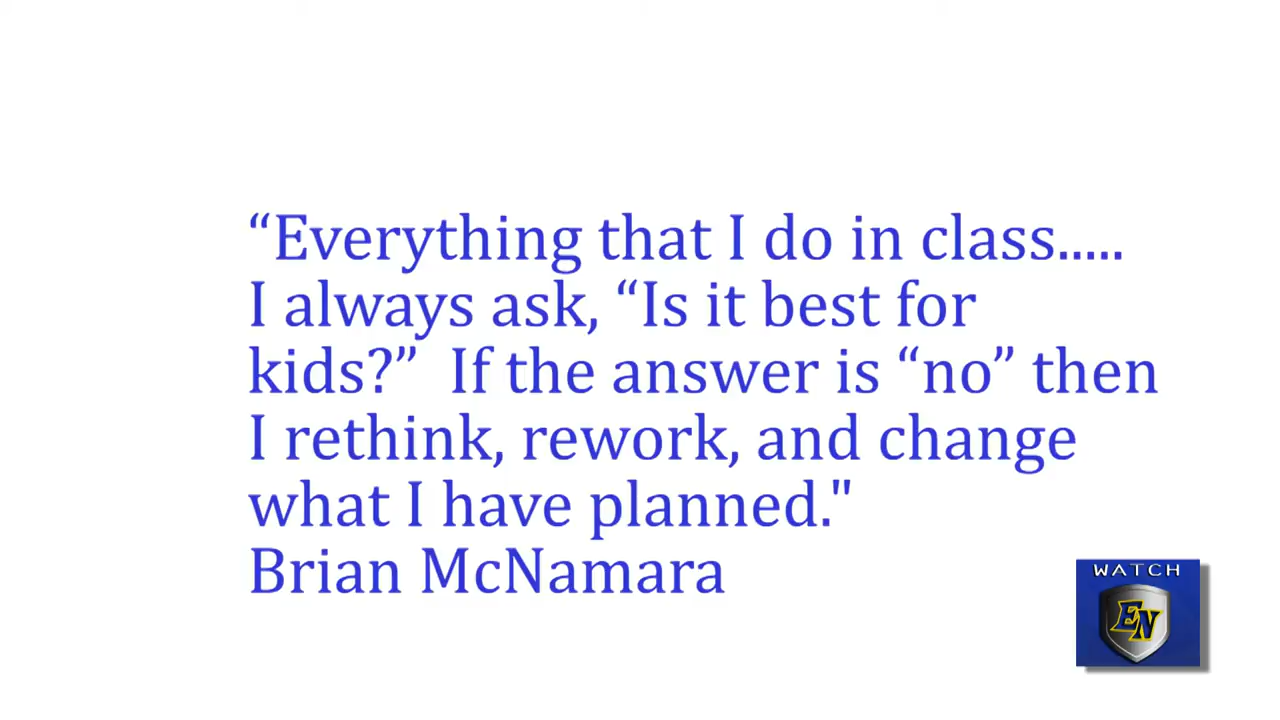 “Everything that I do in class.....
I always ask, “Is it best for
kids?”  If the answer is “no” then
I rethink, rework, and change
what I have planned."
Brian McNamara
WATCH
EN